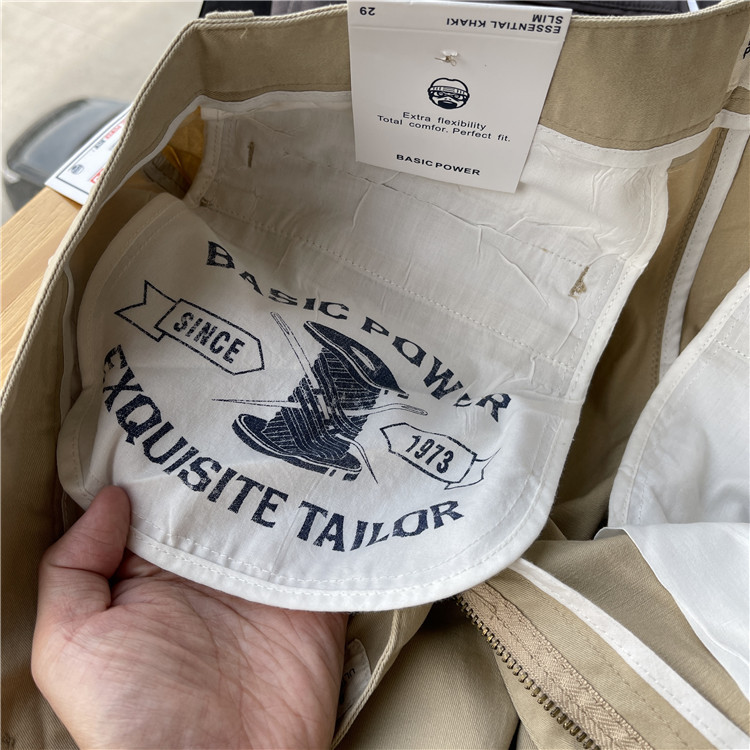 ESSENTIAL KHAKI
SLIM
29
Extra flexibility
Total comfor. Perfect fit.
BASIC POWER
BASIC POWER
SINCE
1973
EXQUISITE TAILOR